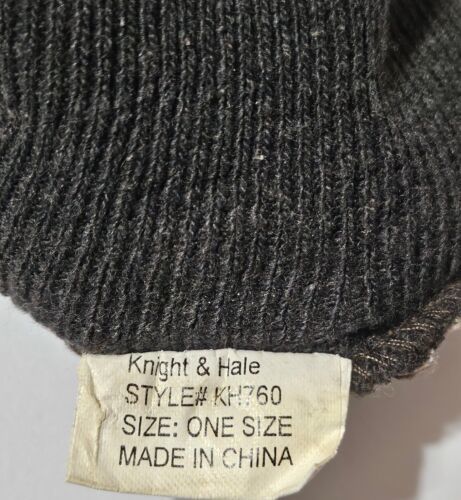 Knight & Hale
STYLE# KH760
SIZE: ONE SIZE
MADE IN CHINA